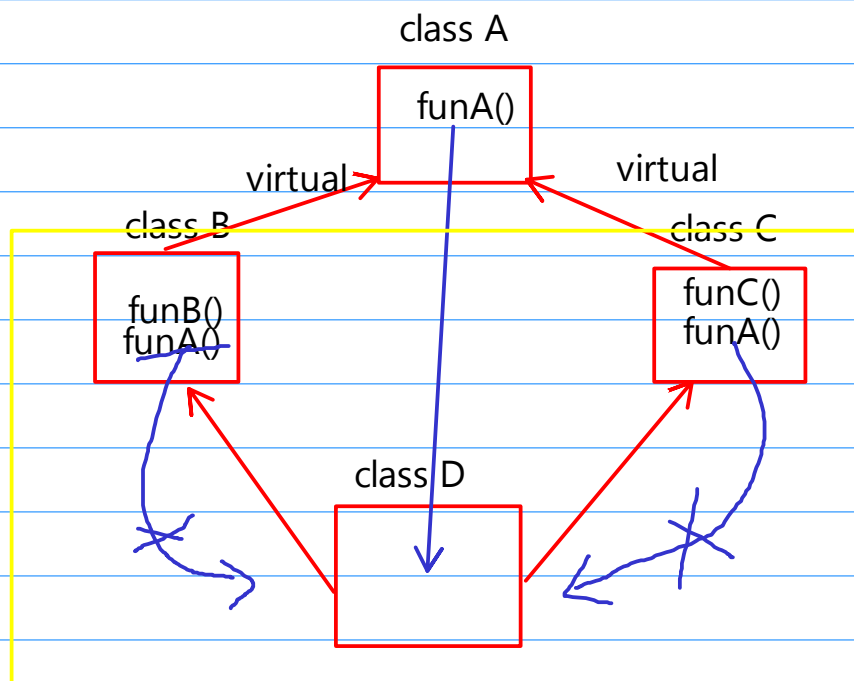 class A
funA()
virtual
virtual
class B
class C
funB()
funA()
funC()
funA()
class D